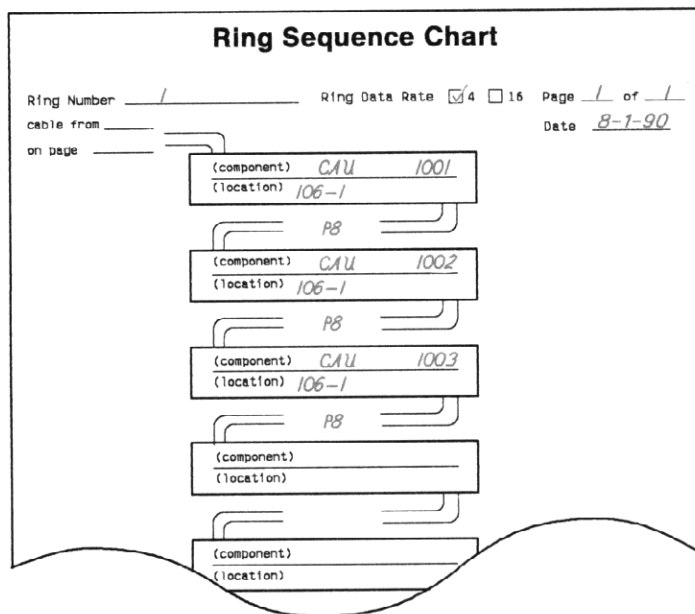 Ring Sequence Chart
Ring Number 1 Ring Data Rate ☑4 ☐ 16 Page 1 of 1
cable from
Date 8-1-90
on page
(component) CAU 1001
(location) 106-1
P8
(component) CAU 1002
(location) 106-1
P8
(component) CAU 1003
(location) 106-1
P8
(component)
(location)
(component)
(location)